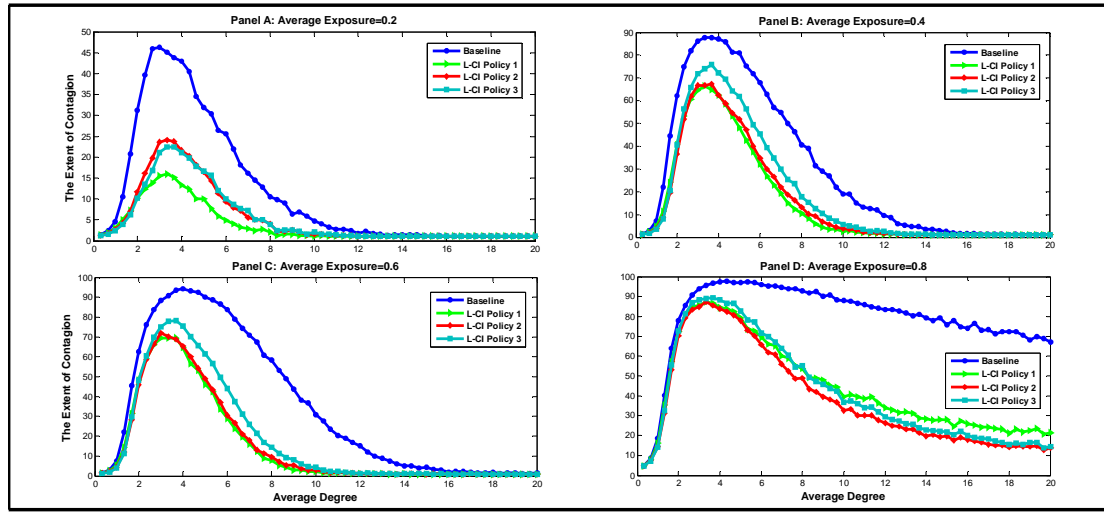 Panel A: Average Exposure=0.2
50
45
40
35
30
25
20
15
10
5
0
0 2 4 6 8 10 12 14 16 18 20
The Extent of Contagion
Baseline
L-CI Policy 1
L-CI Policy 2
L-CI Policy 3
Panel B: Average Exposure=0.4
90
80
70
60
50
40
30
20
10
0
0 2 4 6 8 10 12 14 16 18 20
Baseline
L-CI Policy 1
L-CI Policy 2
L-CI Policy 3
Panel C: Average Exposure=0.6
100
90
80
70
60
50
40
30
20
10
0
0 2 4 6 8 10 12 14 16 18 20
The Extent of Contagion
Average Degree
Baseline
L-CI Policy 1
L-CI Policy 2
L-CI Policy 3
Panel D: Average Exposure=0.8
100
90
80
70
60
50
40
30
20
10
0
0 2 4 6 8 10 12 14 16 18 20
Average Degree
Baseline
L-CI Policy 1
L-CI Policy 2
L-CI Policy 3